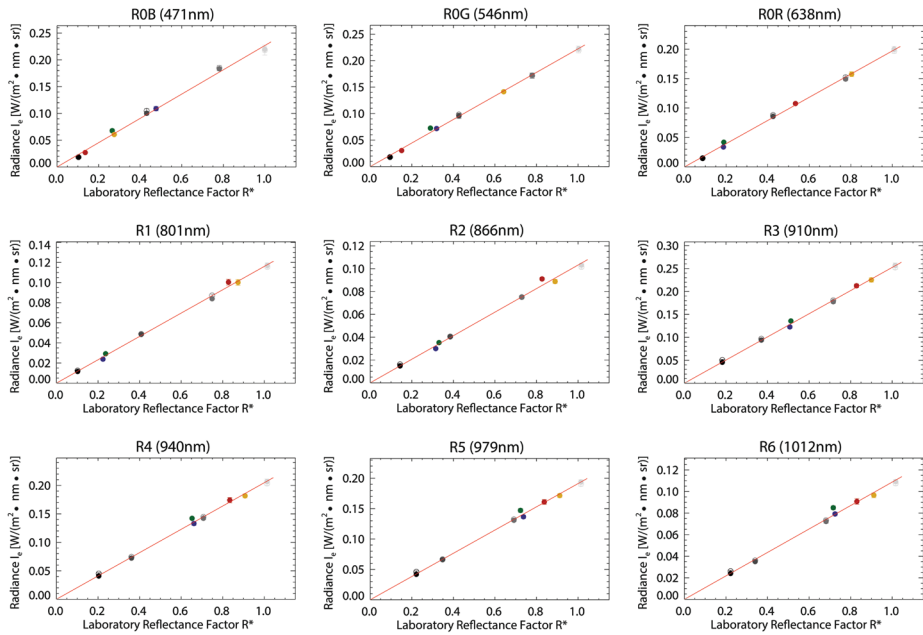 R0B (471nm)
Radiance Ie [W/(m² • nm • sr)]
0.25
0.20
0.15
0.10
0.05
0.00
0.0 0.2 0.4 0.6 0.8 1.0
Laboratory Reflectance Factor R*
R0G (546nm)
Radiance Ie [W/(m² • nm • sr)]
0.25
0.20
0.15
0.10
0.05
0.00
0.0 0.2 0.4 0.6 0.8 1.0
Laboratory Reflectance Factor R*
R0R (638nm)
Radiance Ie [W/(m² • nm • sr)]
0.20
0.15
0.10
0.05
0.00
0.0 0.2 0.4 0.6 0.8 1.0
Laboratory Reflectance Factor R*
R1 (801nm)
Radiance Ie [W/(m² • nm • sr)]
0.14
0.12
0.10
0.08
0.06
0.04
0.02
0.00
0.0 0.2 0.4 0.6 0.8 1.0
Laboratory Reflectance Factor R*
R2 (866nm)
Radiance Ie [W/(m² • nm • sr)]
0.12
0.10
0.08
0.06
0.04
0.02
0.00
0.0 0.2 0.4 0.6 0.8 1.0
Laboratory Reflectance Factor R*
R3 (910nm)
Radiance Ie [W/(m² • nm • sr)]
0.30
0.25
0.20
0.15
0.10
0.05
0.00
0.0 0.2 0.4 0.6 0.8 1.0
Laboratory Reflectance Factor R*
R4 (940nm)
Radiance Ie [W/(m² • nm • sr)]
0.20
0.15
0.10
0.05
0.00
0.0 0.2 0.4 0.6 0.8 1.0
Laboratory Reflectance Factor R*
R5 (979nm)
Radiance Ie [W/(m² • nm • sr)]
0.20
0.15
0.10
0.05
0.00
0.0 0.2 0.4 0.6 0.8 1.0
Laboratory Reflectance Factor R*
R6 (1012nm)
Radiance Ie [W/(m² • nm • sr)]
0.12
0.10
0.08
0.06
0.04
0.02
0.00
0.0 0.2 0.4 0.6 0.8 1.0
Laboratory Reflectance Factor R*